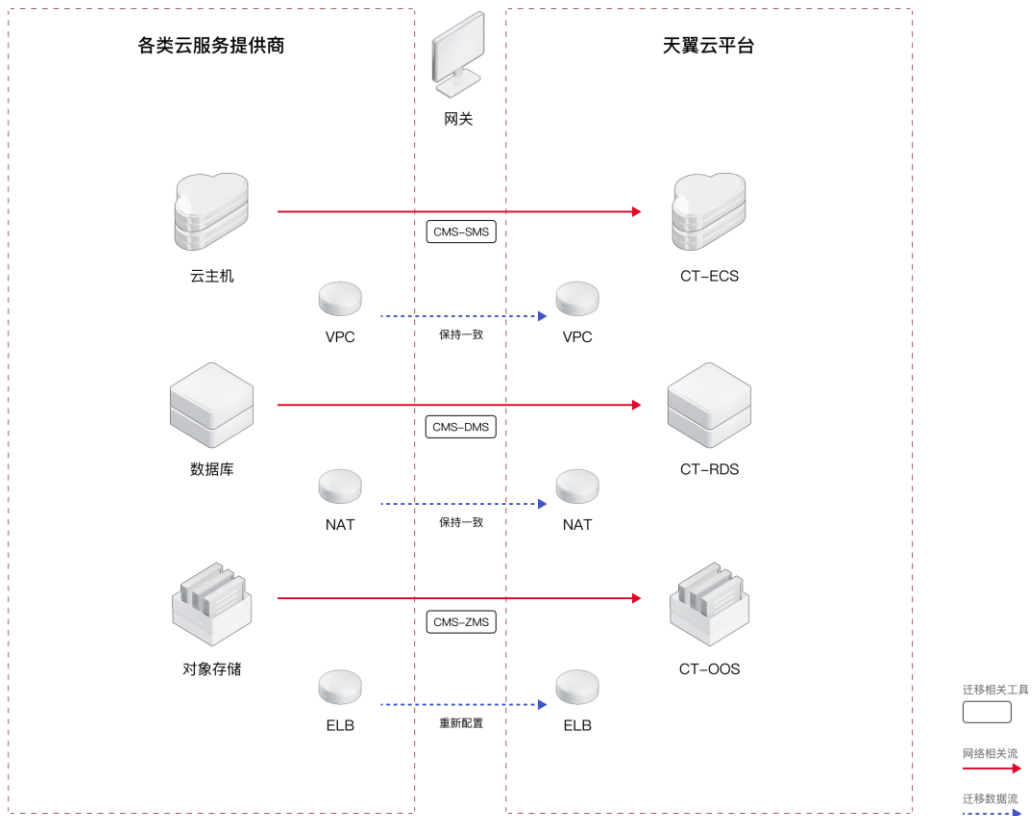 各类云服务提供商
网关
天翼云平台
CMS-SMS
云主机
CT-ECS
VPC
保持一致
VPC
CMS-DMS
数据库
CT-RDS
NAT
保持一致
NAT
CMS-ZMS
对象存储
CT-OOS
ELB
重新配置
ELB
迁移相关工具
网络相关流
迁移数据流